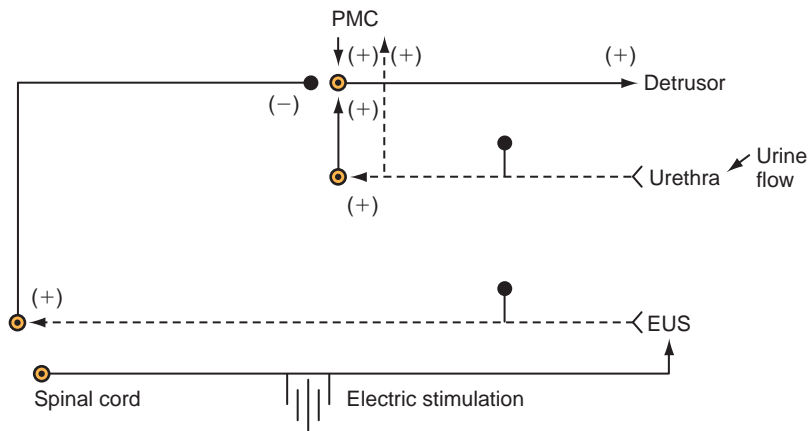 PMC
(+) (+) (+)
(−) Detrusor
(+)
Urine
Urethra flow
(+)
(+)
EUS
Spinal cord Electric stimulation